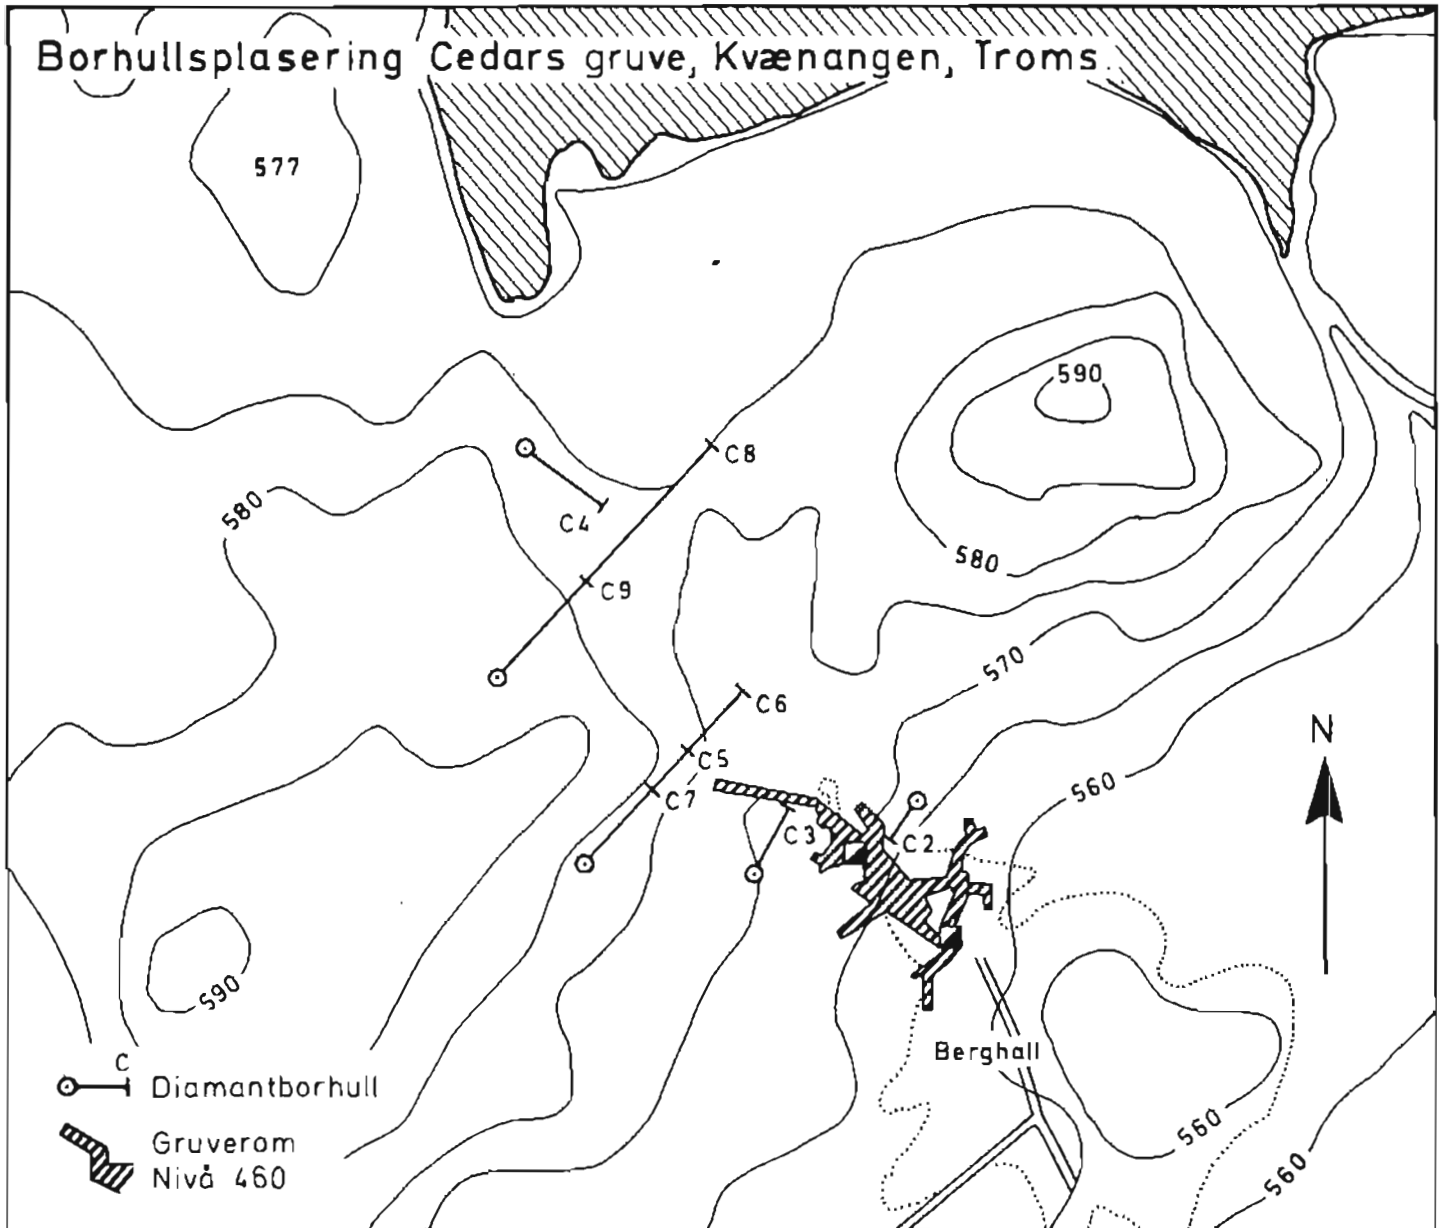 Borhullsplasering Cedars gruve, Kvænangen, Troms.
577
590
C8
580
C4
580
C9
570
C6
N
C5
560
C7
C3
C2
590
Berghall
C
Diamantborhull
560
Gruverom
560
Nivå 460